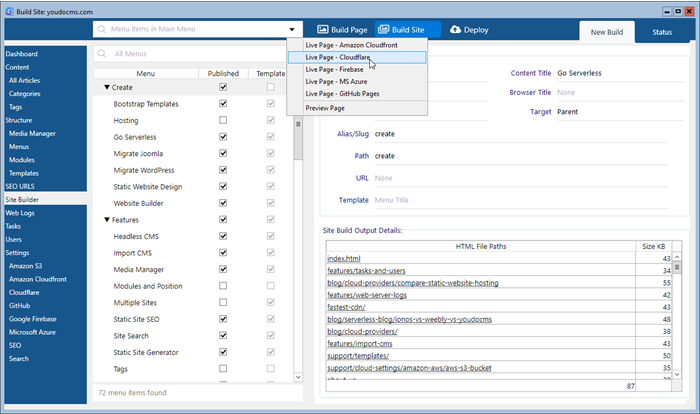 Build Site: youdocms.com
Menu Items in Main Menu
Build Page
Build Site
Deploy
New Build
Status
Live Page - Amazon Cloudfront
Live Page - Cloudflare
Live Page - Firebase
Live Page - MS Azure
Live Page - GitHub Pages
Preview Page
Dashboard
Content
All Articles
Categories
Tags
Structure
Media Manager
Menus
Modules
Templates
SEO URLS
Site Builder
Web Logs
Tasks
Users
Settings
Amazon S3
Amazon Cloudfront
Cloudflare
GitHub
Google Firebase
Microsoft Azure
SEO
Search
All Menus
Menu Published Template
Create
Bootstrap Templates
Hosting
Go Serverless
Migrate Joomla
Migrate WordPress
Static Website Design
Website Builder
Features
Headless CMS
Import CMS
Media Manager
Modules and Position
Multiple Sites
Static Site SEO
Site Search
Static Site Generator
Tags
72 menu items found
Content Title Go Serverless
Browser Title None
Target Parent
Alias/Slug create
Path create
URL None
Template Menu Title
Site Build Output Details:
HTML File Paths Size KB
index.html 43
features/tasks-and-users 34
blog/cloud-providers/compare-static-website-hosting 55
features/web-server-logs 42
fastest-cdn/ 43
blog/serverless-blog/ionos-vs-weebly-vs-youdocms 48
blog/cloud-providers/ 38
features/import-cms 43
support/templates/ 50
support/cloud-settings/amazon-aws/aws-s3-bucket 35
87